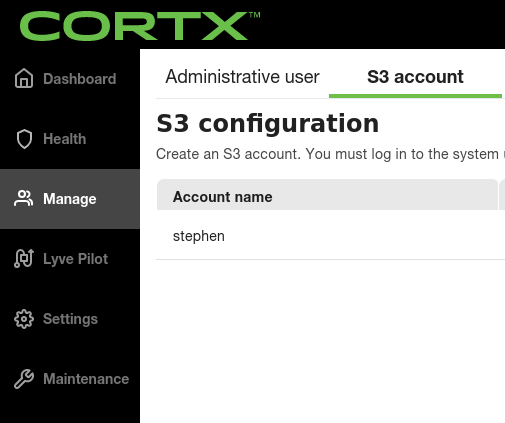 CORTX™
Dashboard
Health
Manage
Lyve Pilot
Settings
Maintenance
Administrative user
S3 account
S3 configuration
Create an S3 account. You must log in to the system
Account name
stephen